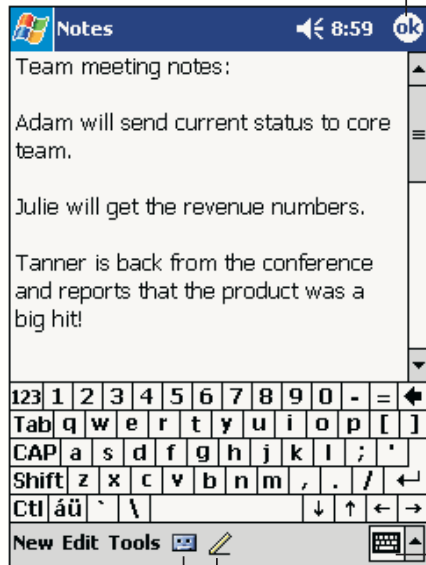 Notes 8:59 ok
Team meeting notes:
Adam will send current status to core
team.
Julie will get the revenue numbers.
Tanner is back from the conference
and reports that the product was a
big hit!
123 1 2 3 4 5 6 7 8 9 0 - =
Tab q w e r t y u i o p [ ]
CAP a s d f g h j k l ; '
Shift z x c v b n m , . /
Ctl áü ` \
New Edit Tools